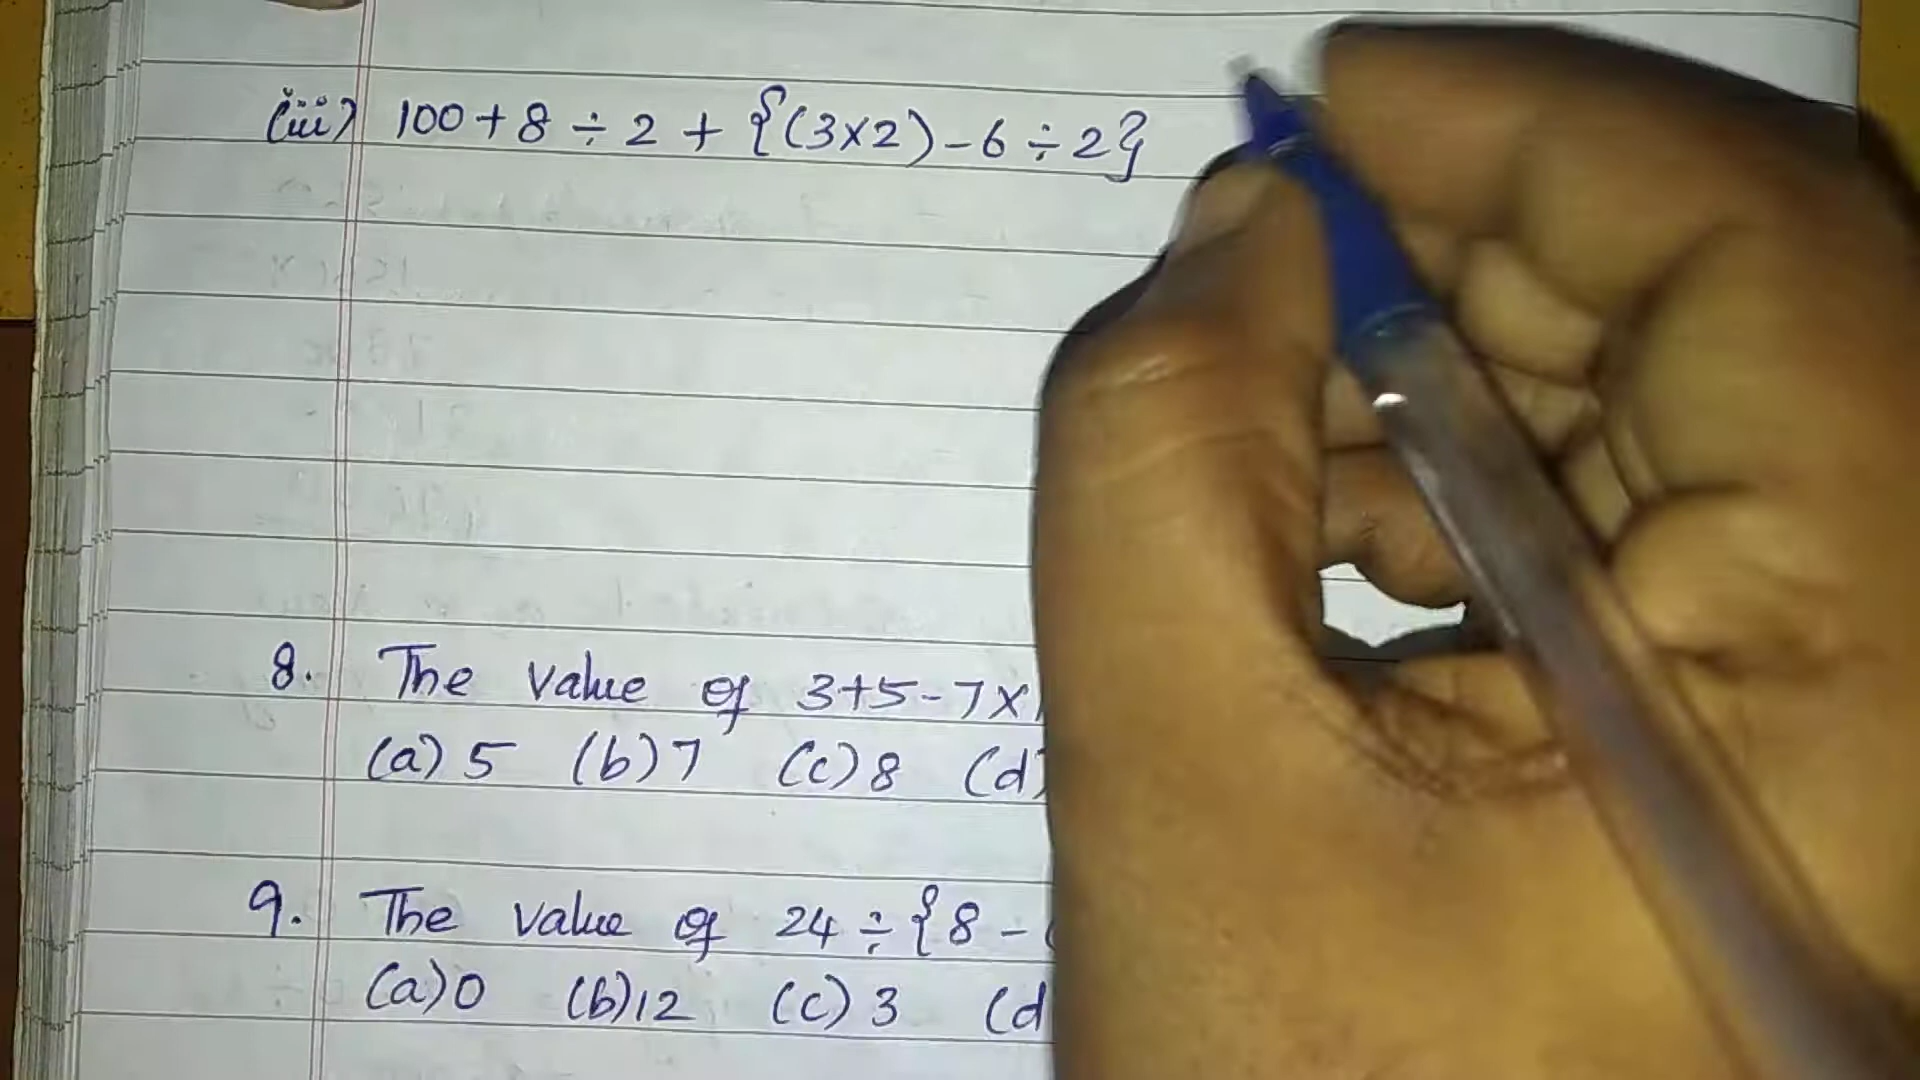 (iii) 100 + 8 ÷ 2 + {(3×2) - 6 ÷ 2}
8. The value of 3+5-7×
(a) 5 (b) 7 (c) 8 (d)
9. The value of 24 ÷ {8 -
(a) 0 (b) 12 (c) 3 (d